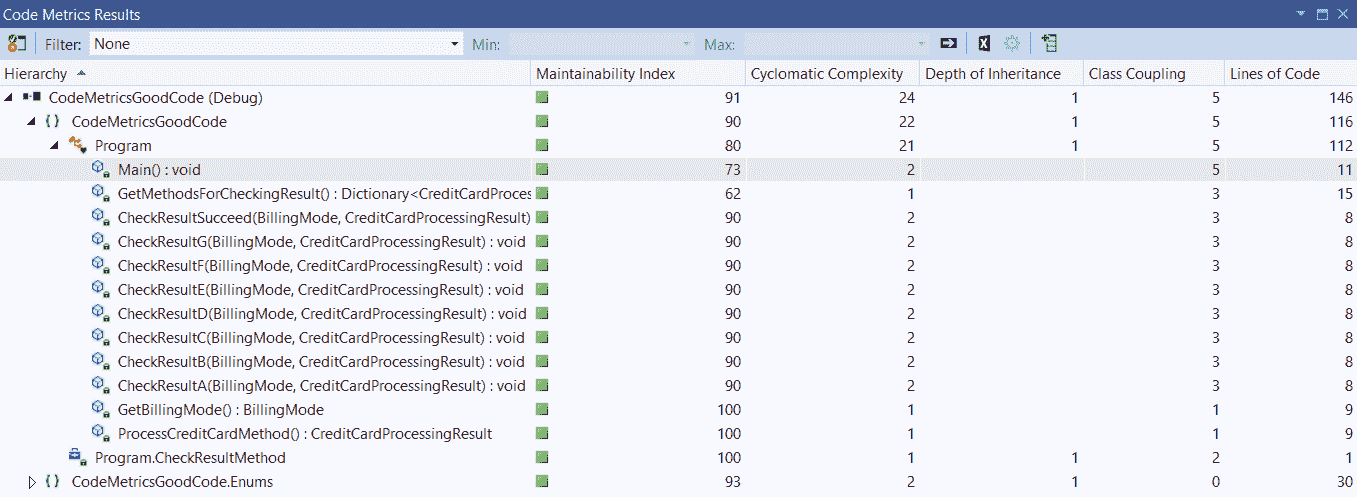 Code Metrics Results
Filter: None Min: Max:
Hierarchy Maintainability Index Cyclomatic Complexity Depth of Inheritance Class Coupling Lines of Code
CodeMetricsGoodCode (Debug) 91 24 1 5 146
{ } CodeMetricsGoodCode 90 22 1 5 116
Program 80 21 1 5 112
Main() : void 73 2 5 11
GetMethodsForCheckingResult() : Dictionary<CreditCardProces 62 1 3 15
CheckResultSucceed(BillingMode, CreditCardProcessingResult) 90 2 3 8
CheckResultG(BillingMode, CreditCardProcessingResult) : void 90 2 3 8
CheckResultF(BillingMode, CreditCardProcessingResult) : void 90 2 3 8
CheckResultE(BillingMode, CreditCardProcessingResult) : void 90 2 3 8
CheckResultD(BillingMode, CreditCardProcessingResult) : void 90 2 3 8
CheckResultC(BillingMode, CreditCardProcessingResult) : void 90 2 3 8
CheckResultB(BillingMode, CreditCardProcessingResult) : void 90 2 3 8
CheckResultA(BillingMode, CreditCardProcessingResult) : void 90 2 3 8
GetBillingMode() : BillingMode 100 1 1 9
ProcessCreditCardMethod() : CreditCardProcessingResult 100 1 1 9
Program.CheckResultMethod 100 1 1 2 1
{ } CodeMetricsGoodCode.Enums 93 2 1 0 30